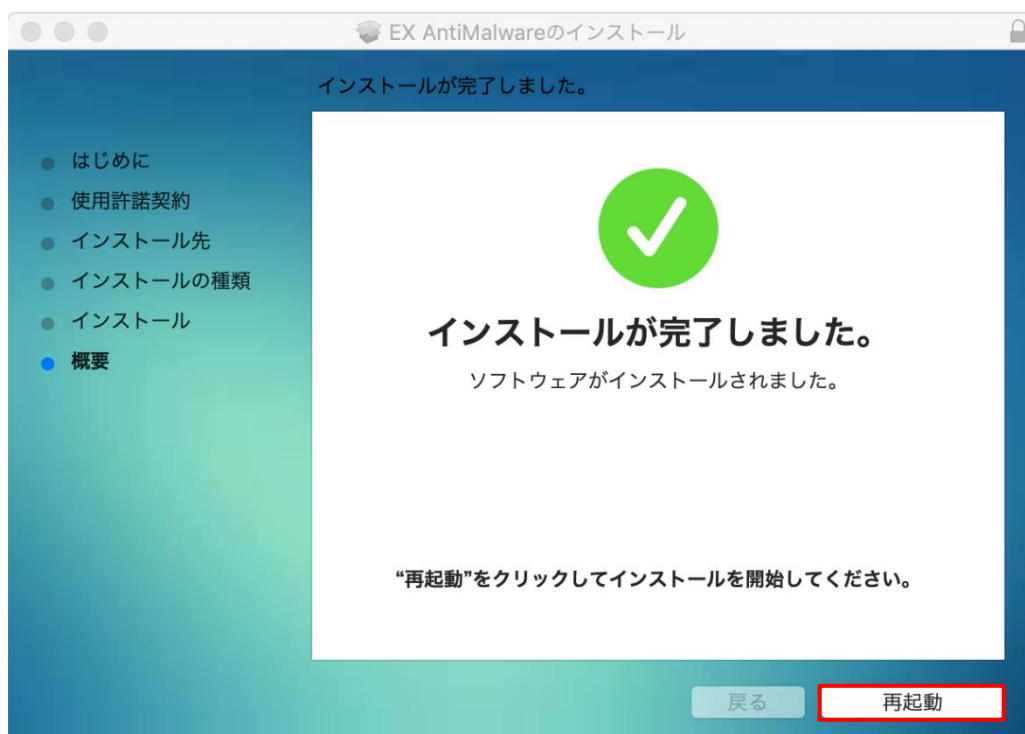 EX AntiMalwareのインストール
インストールが完了しました。
はじめに
使用許諾契約
インストール先
インストールの種類
インストール
概要
インストールが完了しました。
ソフトウェアがインストールされました。
“再起動”をクリックしてインストールを開始してください。
戻る
再起動